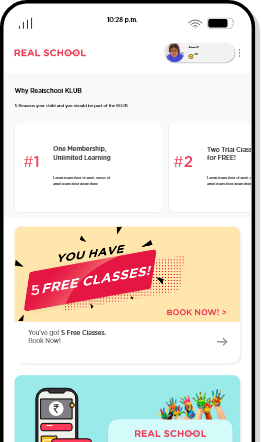 10:28 p.m.
REAL SCHOOL
Why Realschool KLUB
5 Reasons your child and you should be part of the KLUB
#1
One Membership,
Unlimited Learning
#2
Two Trial Class
for FREE!
YOU HAVE
5 FREE CLASSES!
BOOK NOW! >
You've got 5 Free Classes.
Book Now!
₹
REAL SCHOOL